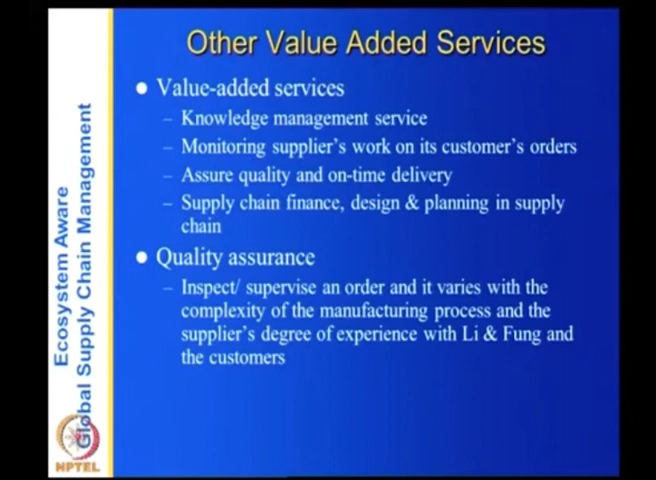 Other Value Added Services
Value-added services
– Knowledge management service
– Monitoring supplier's work on its customer's orders
– Assure quality and on-time delivery
– Supply chain finance, design & planning in supply
chain
Quality assurance
– Inspect/ supervise an order and it varies with the
complexity of the manufacturing process and the
supplier's degree of experience with Li & Fung and
the customers
Ecosystem Aware
Global Supply Chain Management
NPTEL